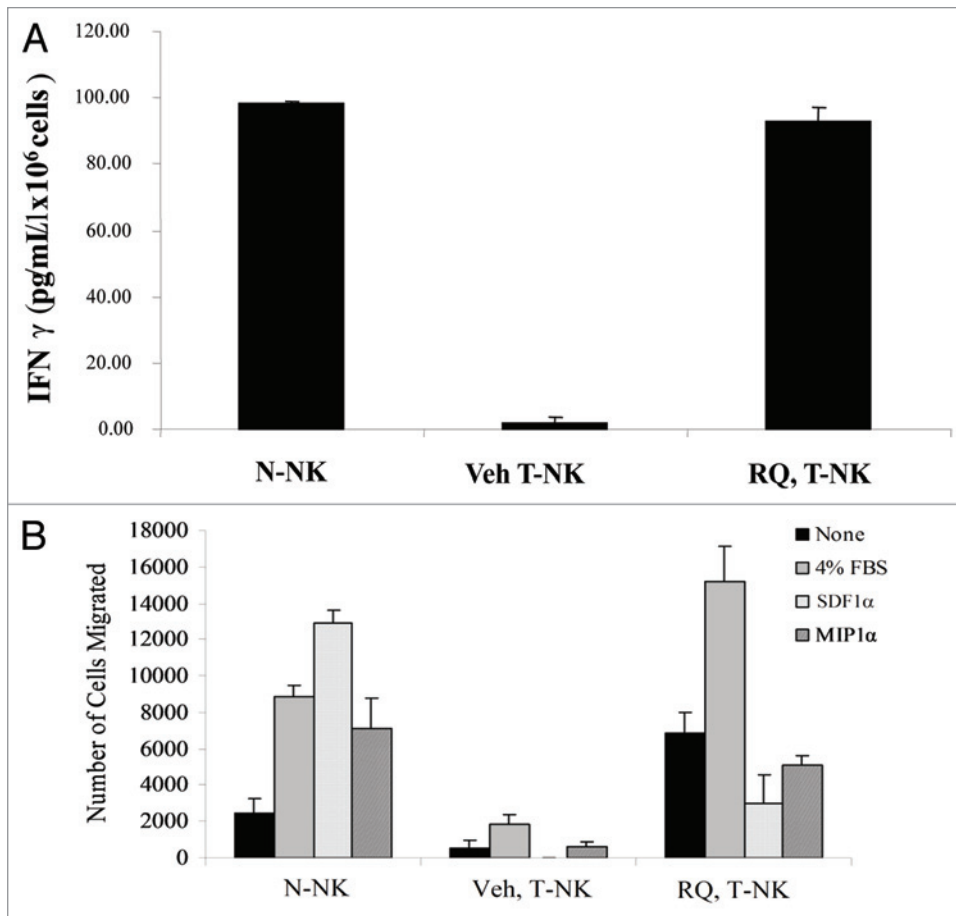 A
IFN γ (pg/mL/1x10⁶ cells)
120.00
100.00
80.00
60.00
40.00
20.00
0.00
N-NK
Veh T-NK
RQ, T-NK
B
Number of Cells Migrated
18000
16000
14000
12000
10000
8000
6000
4000
2000
0
None
4% FBS
SDF1α
MIP1α
N-NK
Veh, T-NK
RQ, T-NK